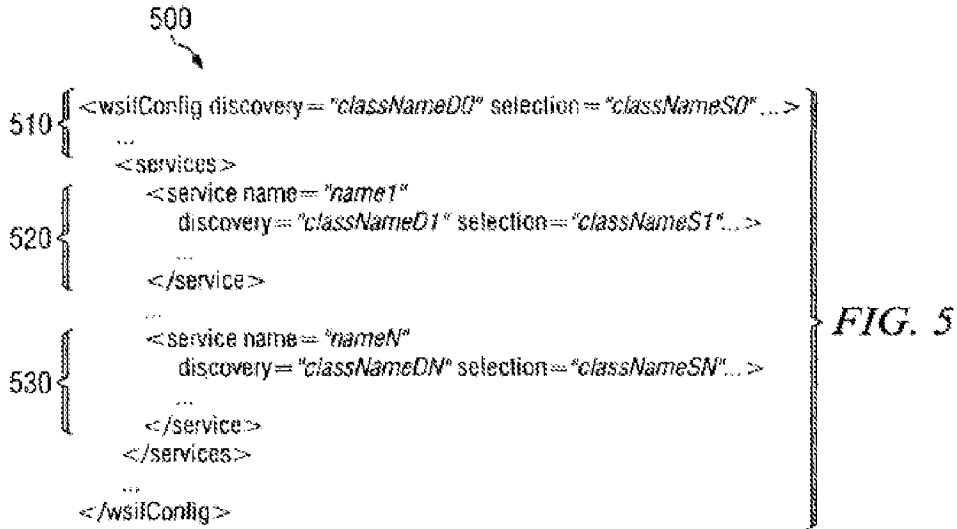 500
510 <wsifConfig discovery="classNameD0" selection="classNameS0"...>
...
<services>
<service name="name1"
520 discovery="classNameD1" selection="classNameS1"...>
...
</service>
...
<service name="nameN"
530 discovery="classNameDN" selection="classNameSN"...>
...
</service>
</services>
...
</wsifConfig>
FIG. 5